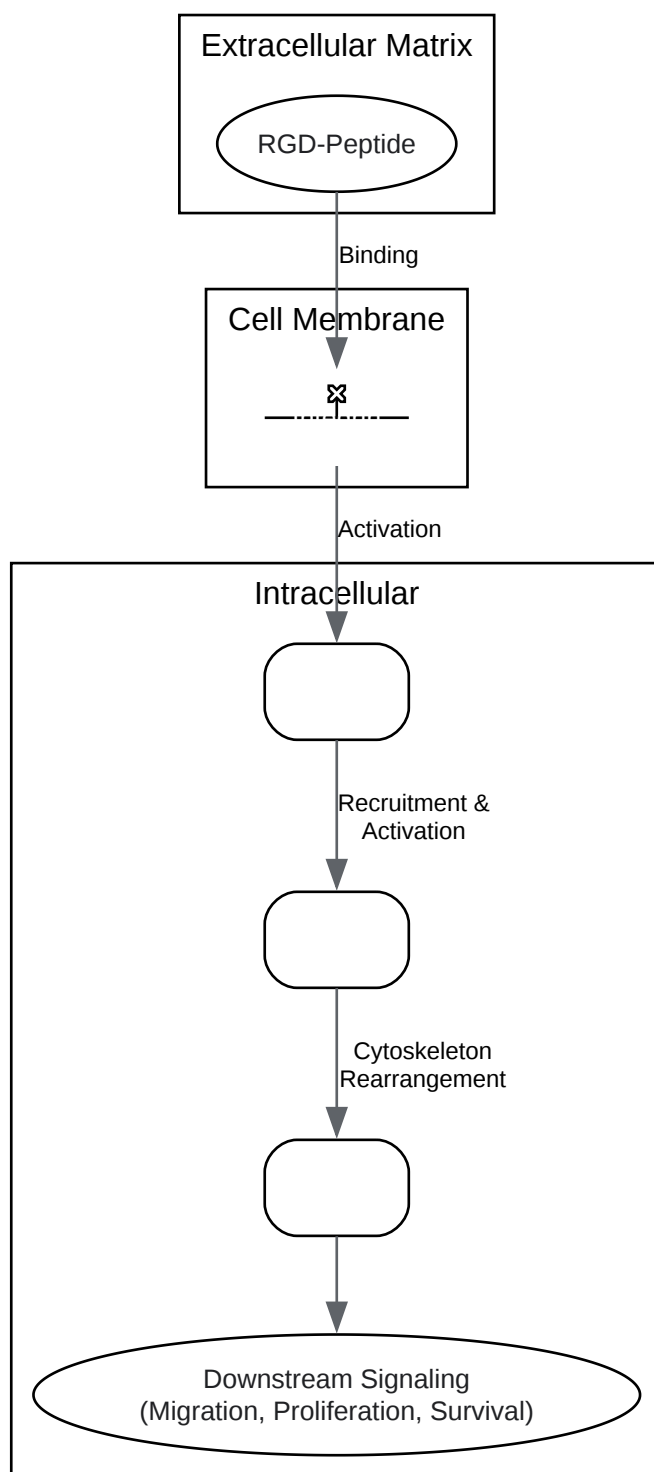 Extracellular Matrix
RGD-Peptide
Binding
Cell Membrane
Activation
Intracellular
Recruitment &
Activation
Cytoskeleton
Rearrangement
Downstream Signaling
(Migration, Proliferation, Survival)